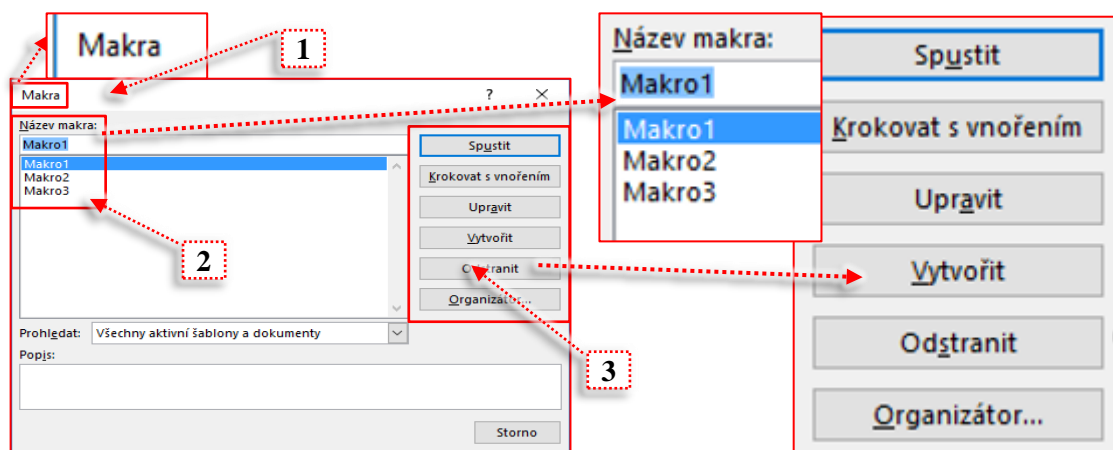 Makra
1
Makra
?
Název makra:
Makro1
Makro1
Makro2
Makro3
2
Spustit
Krokovat s vnořením
Upravit
Vytvořit
Odstranit
Organizátor...
3
Prohledat: Všechny aktivní šablony a dokumenty
Popis:
Storno
Název makra:
Makro1
Makro1
Makro2
Makro3
Spustit
Krokovat s vnořením
Upravit
Vytvořit
Odstranit
Organizátor...